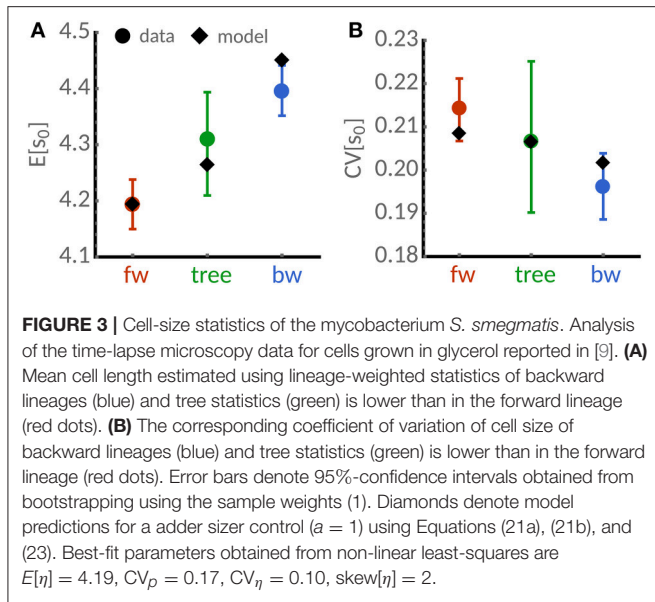 A
B
● data ◆ model
4.5
4.4
4.3
4.2
4.1
E[s₀]
fw tree bw
0.23
0.22
0.21
0.20
0.19
0.18
CV[s₀]
fw tree bw
FIGURE 3 | Cell-size statistics of the mycobacterium S. smegmatis. Analysis
of the time-lapse microscopy data for cells grown in glycerol reported in [9]. (A)
Mean cell length estimated using lineage-weighted statistics of backward
lineages (blue) and tree statistics (green) is lower than in the forward lineage
(red dots). (B) The corresponding coefficient of variation of cell size of
backward lineages (blue) and tree statistics (green) is lower than in the forward
lineage (red dots). Error bars denote 95%-confidence intervals obtained from
bootstrapping using the sample weights (1). Diamonds denote model
predictions for a adder sizer control (a = 1) using Equations (21a), (21b), and
(23). Best-fit parameters obtained from non-linear least-squares are
E[η] = 4.19, CVₚ = 0.17, CV_η = 0.10, skew[η] = 2.